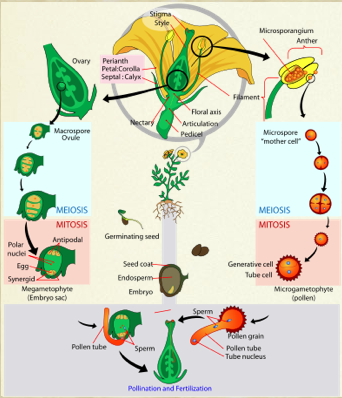 Stigma
Style
Microsporangium
Anther
Ovary
Perianth
Petal:Corolla
Septal : Calyx
Filament
Nectary
Floral axis
Articulation
Pedicel
Macrospore
Ovule
Microspore
"mother cell"
MEIOSIS
MEIOSIS
MITOSIS
MITOSIS
Polar
nuclei
Antipodal
Egg
Synergid
Megametophyte
(Embryo sac)
Germinating seed
Seed coat
Endosperm
Embryo
Generative cell
Tube cell
Microgametophyte
(pollen)
Pollen tube
Sperm
Sperm
Pollen grain
Pollen tube
Tube nucleus
Pollination and Fertilization